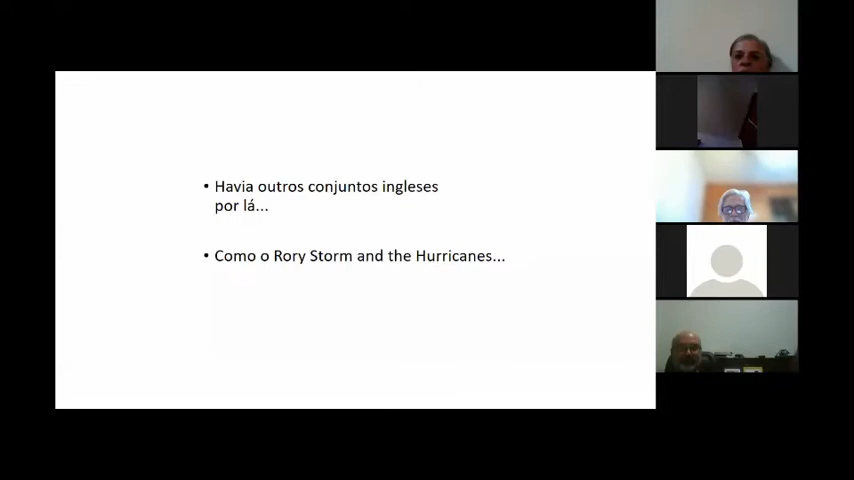 • Havia outros conjuntos ingleses
por lá...
• Como o Rory Storm and the Hurricanes...